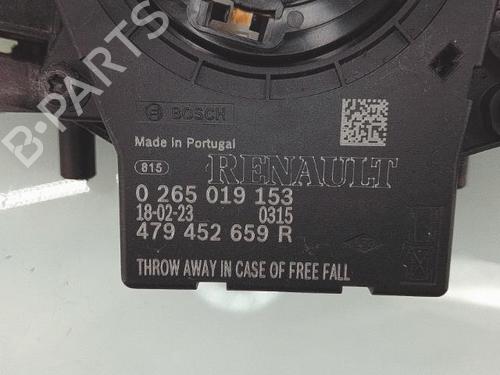 B-PARTS
BOSCH
Made in Portugal
815 RENAULT
0 265 019 153
18-02-23 0315
479 452 659 R
THROW AWAY IN CASE OF FREE FALL